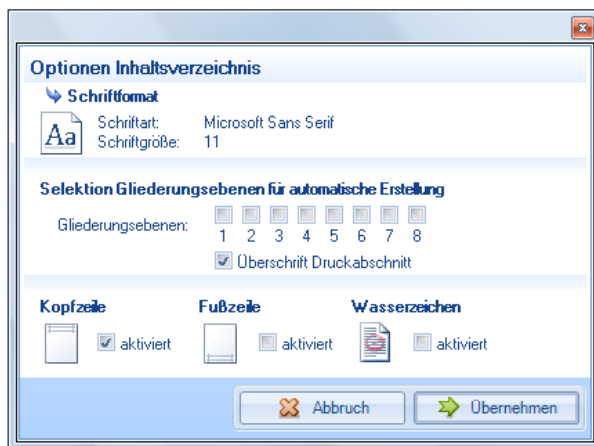 Optionen Inhaltsverzeichnis
Schriftformat
Aa
Schriftart: Microsoft Sans Serif
Schriftgröße: 11
Selektion Gliederungsebenen für automatische Erstellung
Gliederungsebenen:
1 2 3 4 5 6 7 8
Überschrift Druckabschnitt
Kopfzeile Fußzeile Wasserzeichen
aktiviert aktiviert aktiviert
Abbruch Übernehmen